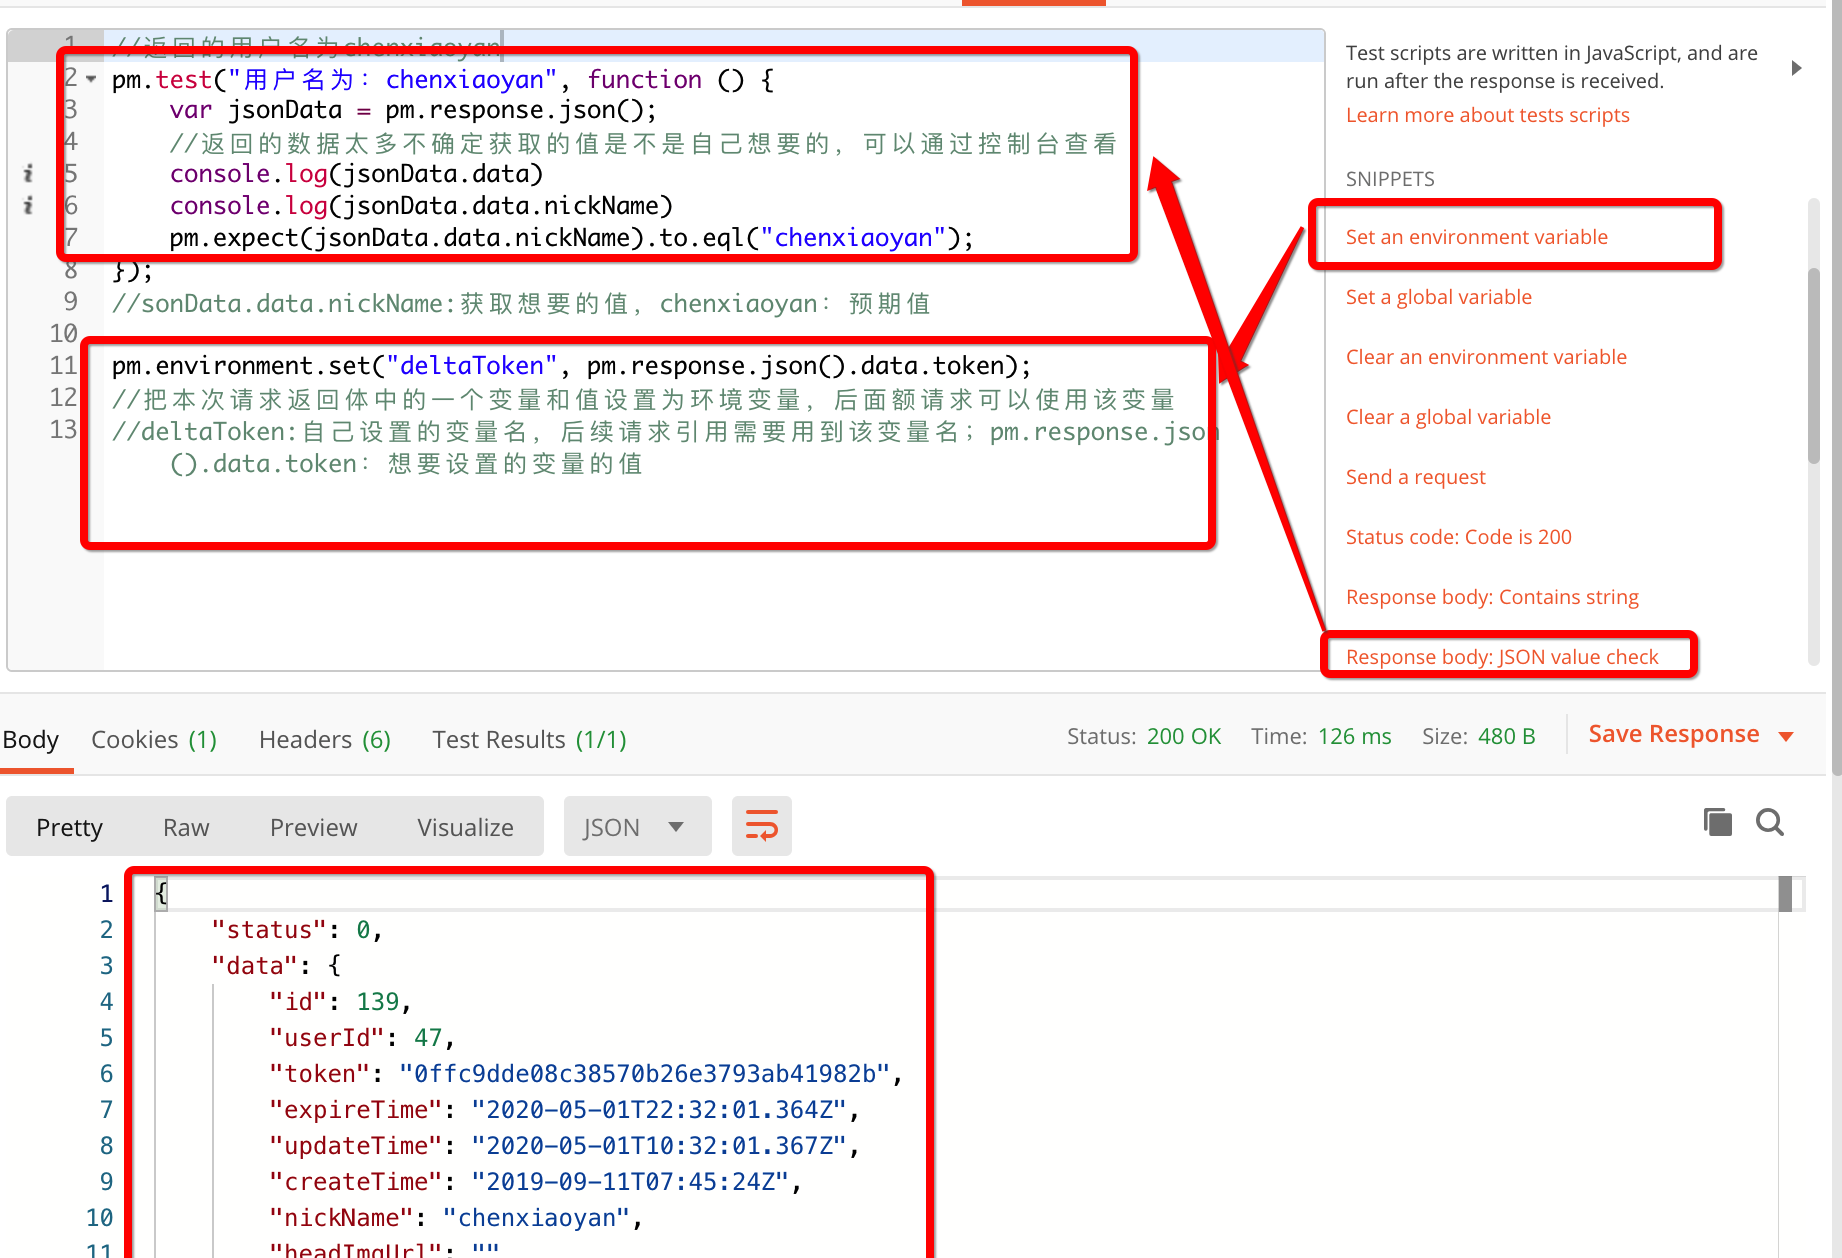 1 //返回的用户名为chenxiaoyan
2 pm.test("用户名为：chenxiaoyan", function () {
3 var jsonData = pm.response.json();
4 //返回的数据太多不确定获取的值是不是自己想要的，可以通过控制台查看
5 console.log(jsonData.data)
6 console.log(jsonData.data.nickName)
7 pm.expect(jsonData.data.nickName).to.eql("chenxiaoyan");
8 });
9 //sonData.data.nickName:获取想要的值，chenxiaoyan：预期值
10
11 pm.environment.set("deltaToken", pm.response.json().data.token);
12 //把本次请求返回体中的一个变量和值设置为环境变量，后面额请求可以使用该变量
13 //deltaToken:自己设置的变量名，后续请求引用需要用到该变量名；pm.response.json
().data.token：想要设置的变量的值
Test scripts are written in JavaScript, and are
run after the response is received.
Learn more about tests scripts
SNIPPETS
Set an environment variable
Set a global variable
Clear an environment variable
Clear a global variable
Send a request
Status code: Code is 200
Response body: Contains string
Response body: JSON value check
Body Cookies (1) Headers (6) Test Results (1/1) Status: 200 OK Time: 126 ms Size: 480 B Save Response
Pretty Raw Preview Visualize JSON
1 {
2 "status": 0,
3 "data": {
4 "id": 139,
5 "userId": 47,
6 "token": "0ffc9dde08c38570b26e3793ab41982b",
7 "expireTime": "2020-05-01T22:32:01.364Z",
8 "updateTime": "2020-05-01T10:32:01.367Z",
9 "createTime": "2019-09-11T07:45:24Z",
10 "nickName": "chenxiaoyan",
11 "headImgUrl": ""